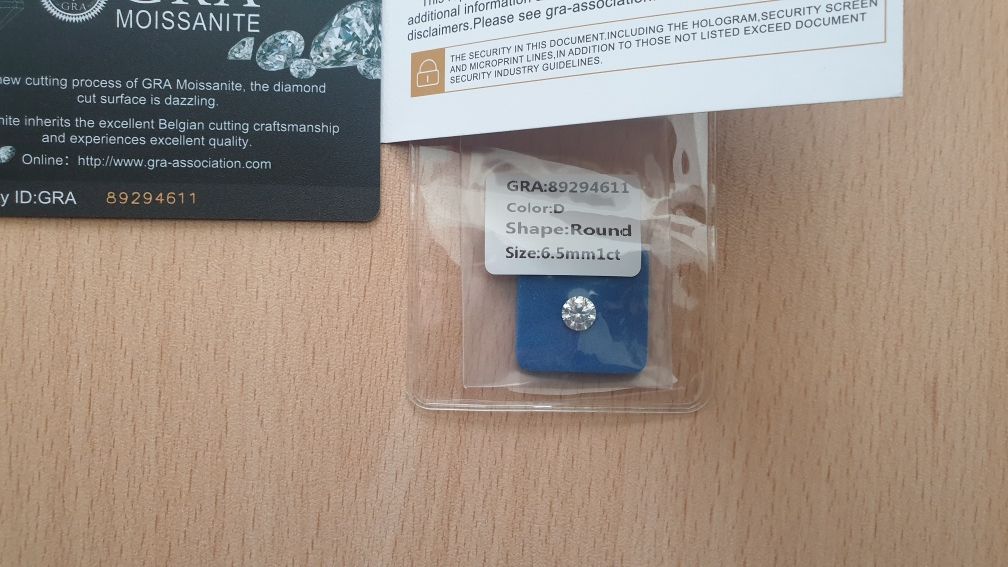 GRA
MOISSANITE
new cutting process of GRA Moissanite, the diamond
cut surface is dazzling.
inherits the excellent Belgian cutting craftsmanship
and experiences excellent quality.
Online: http://www.gra-association.com
ID:GRA 89294611
additional information
disclaimers.Please see gra-association
THE SECURITY IN THIS DOCUMENT.INCLUDING THE HOLOGRAM,SECURITY SCREEN
AND MICROPRINT LINES,IN ADDITION TO THOSE NOT LISTED EXCEED DOCUMENT
SECURITY INDUSTRY GUIDELINES.
GRA:89294611
Color:D
Shape:Round
Size:6.5mm1ct